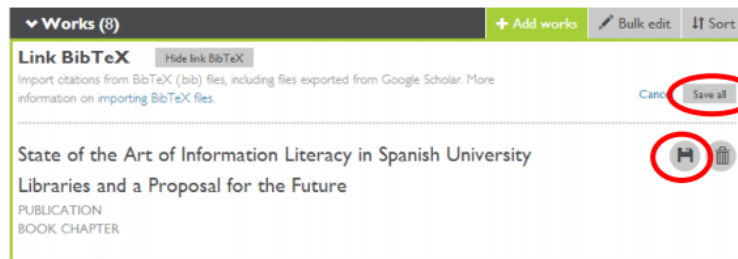 Works (8) + Add works Bulk edit Sort
Link BibTeX Hide link BibTeX
Import citations from BibTeX (.bib) files, including files exported from Google Scholar. More
information on importing BibTeX files. Cance Save all
State of the Art of Information Literacy in Spanish University
Libraries and a Proposal for the Future
PUBLICATION
BOOK CHAPTER